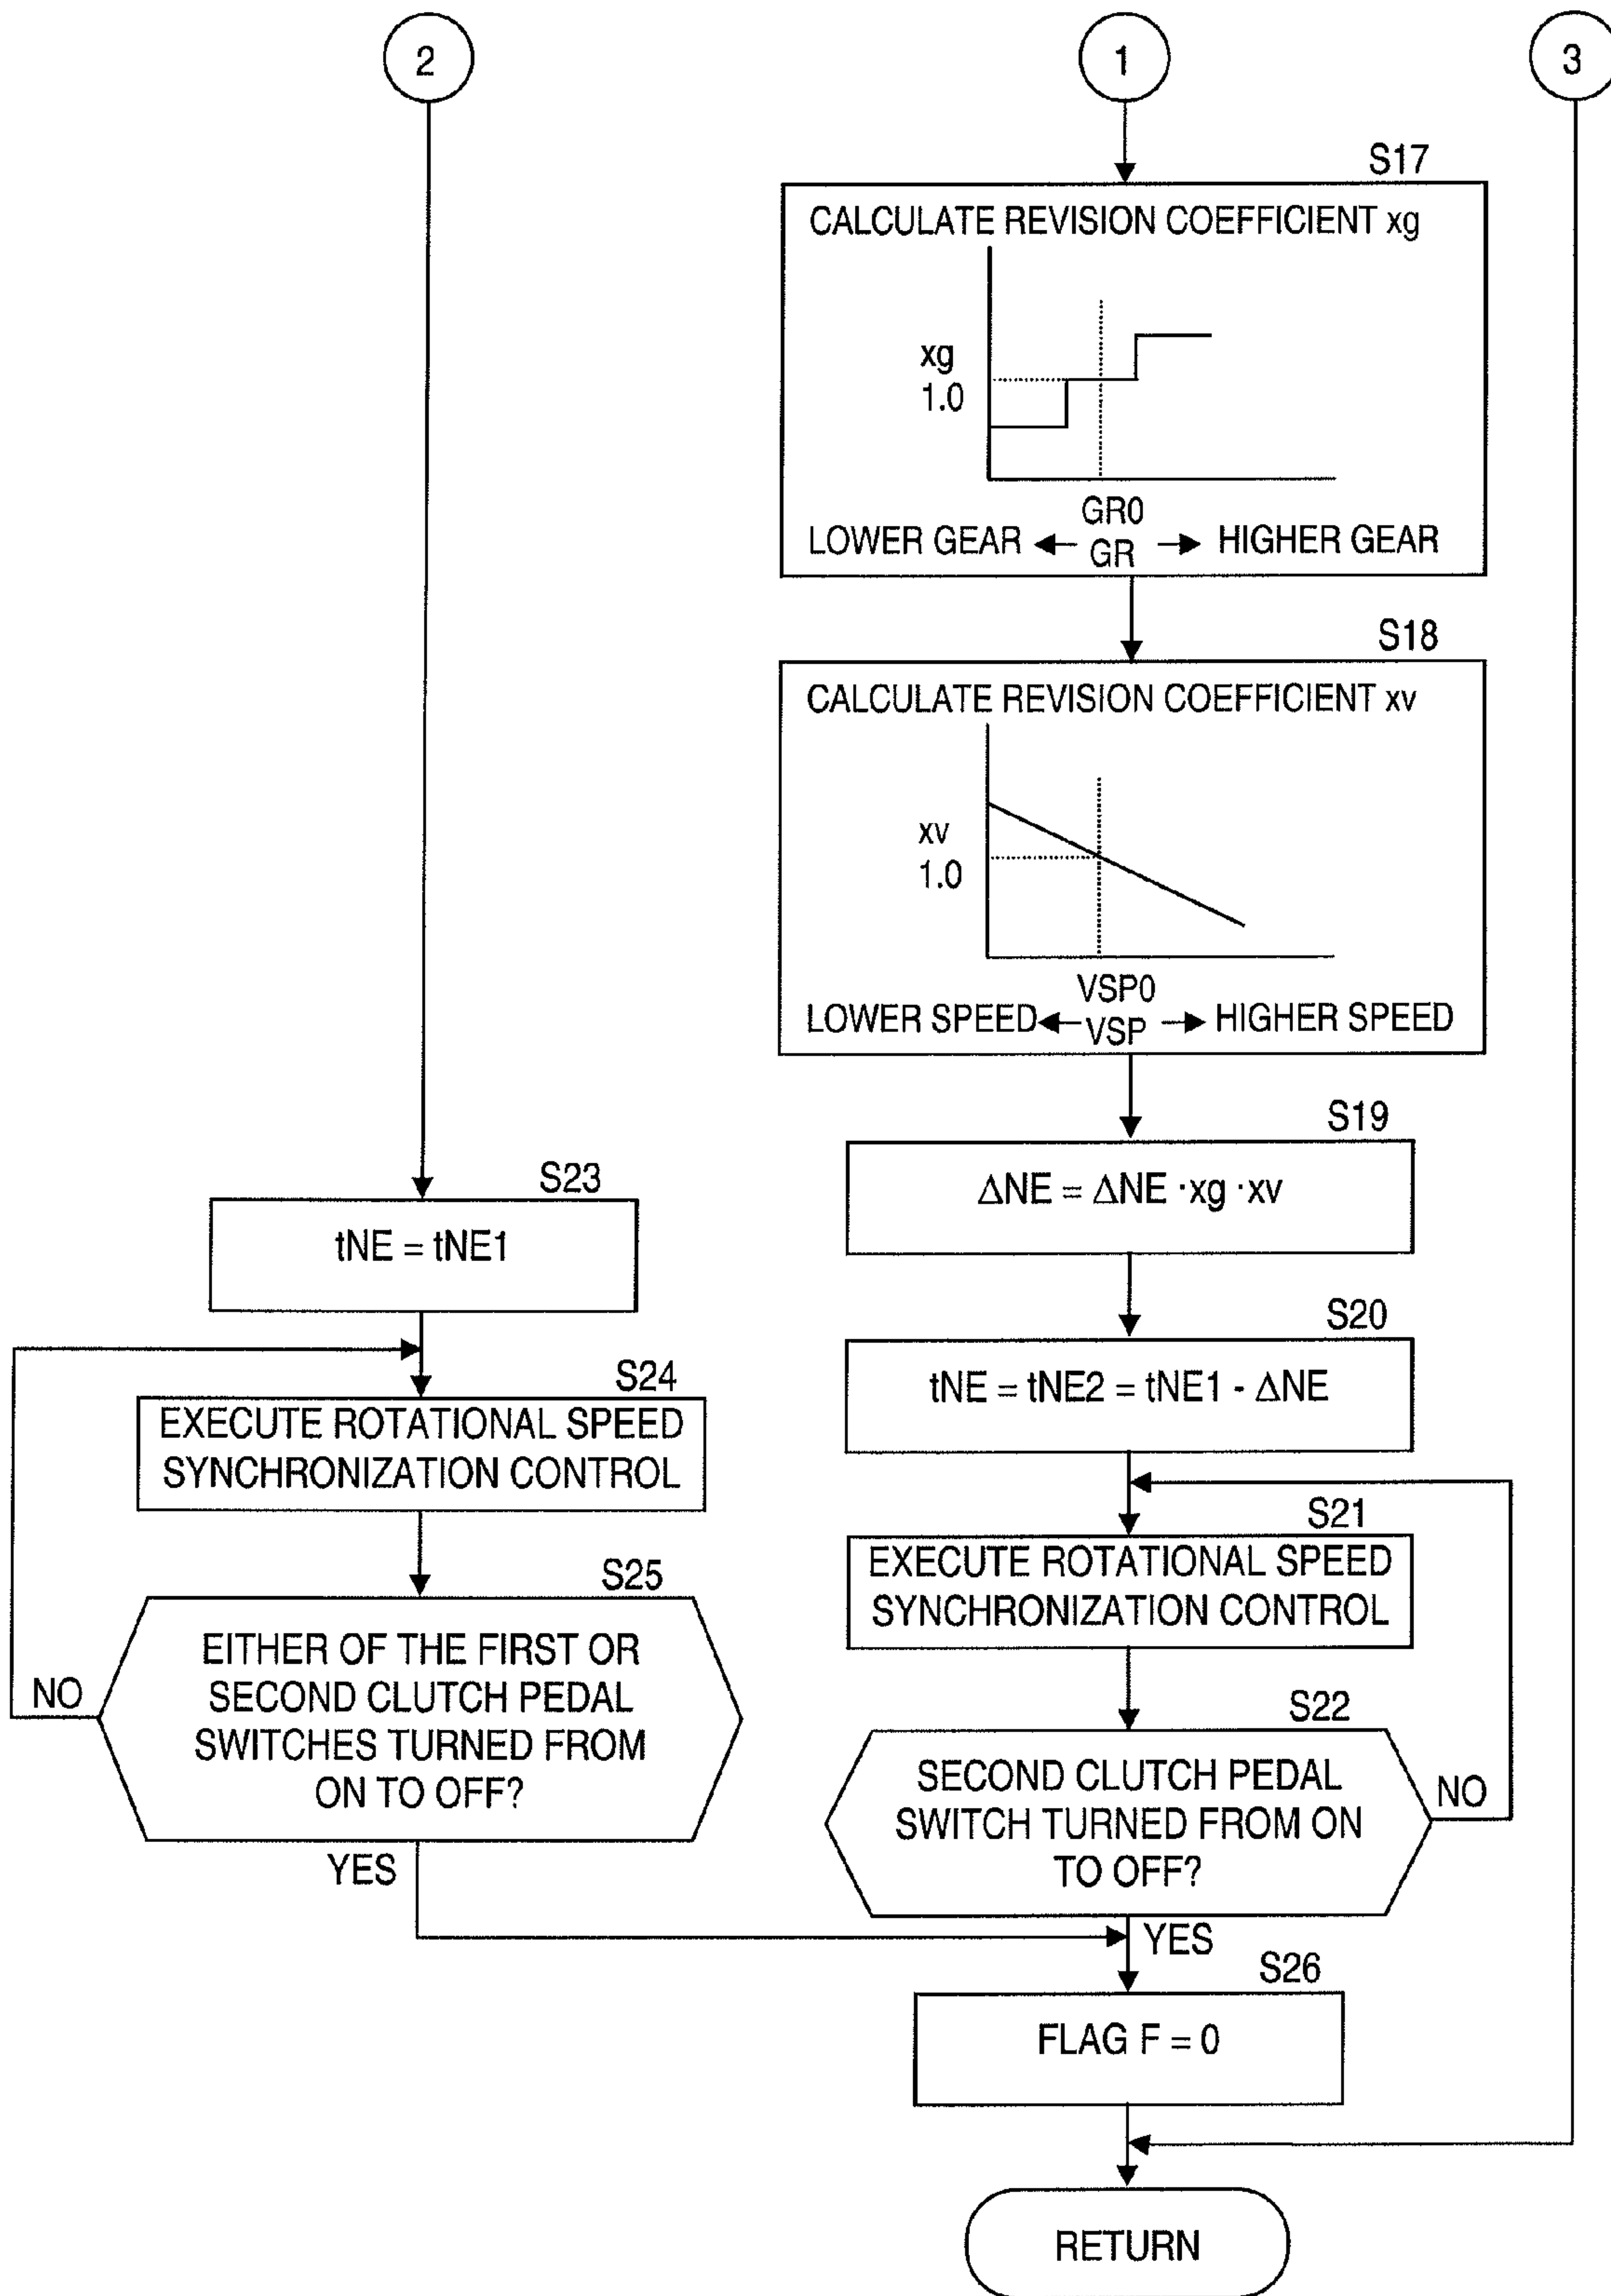 2
1
3
S17
CALCULATE REVISION COEFFICIENT xg
xg
1.0
GR0
LOWER GEAR GR HIGHER GEAR
S18
CALCULATE REVISION COEFFICIENT xv
xv
1.0
VSP0
LOWER SPEED VSP HIGHER SPEED
S19
ΔNE = ΔNE ·xg ·xv
S20
tNE = tNE2 = tNE1 - ΔNE
S21
EXECUTE ROTATIONAL SPEED
SYNCHRONIZATION CONTROL
S22
SECOND CLUTCH PEDAL
SWITCH TURNED FROM ON
TO OFF?
NO
YES
S23
tNE = tNE1
S24
EXECUTE ROTATIONAL SPEED
SYNCHRONIZATION CONTROL
S25
EITHER OF THE FIRST OR
SECOND CLUTCH PEDAL
SWITCHES TURNED FROM
ON TO OFF?
NO
YES
S26
FLAG F = 0
RETURN